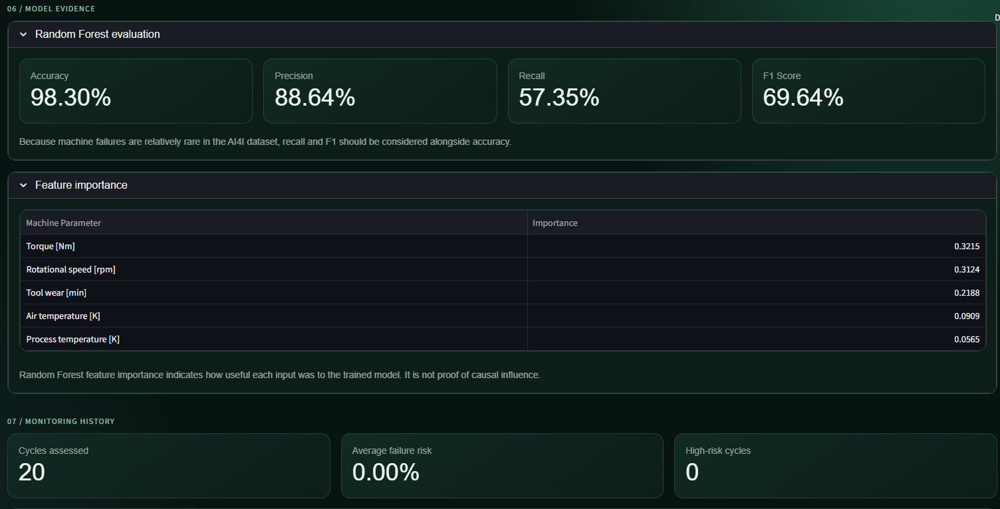 06 / MODEL EVIDENCE
D
Random Forest evaluation
Accuracy
98.30%
Precision
88.64%
Recall
57.35%
F1 Score
69.64%
Because machine failures are relatively rare in the AI4I dataset, recall and F1 should be considered alongside accuracy.
Feature importance
Machine Parameter Importance
Torque [Nm] 0.3215
Rotational speed [rpm] 0.3124
Tool wear [min] 0.2188
Air temperature [K] 0.0909
Process temperature [K] 0.0565
Random Forest feature importance indicates how useful each input was to the trained model. It is not proof of causal influence.
07 / MONITORING HISTORY
Cycles assessed
20
Average failure risk
0.00%
High-risk cycles
0